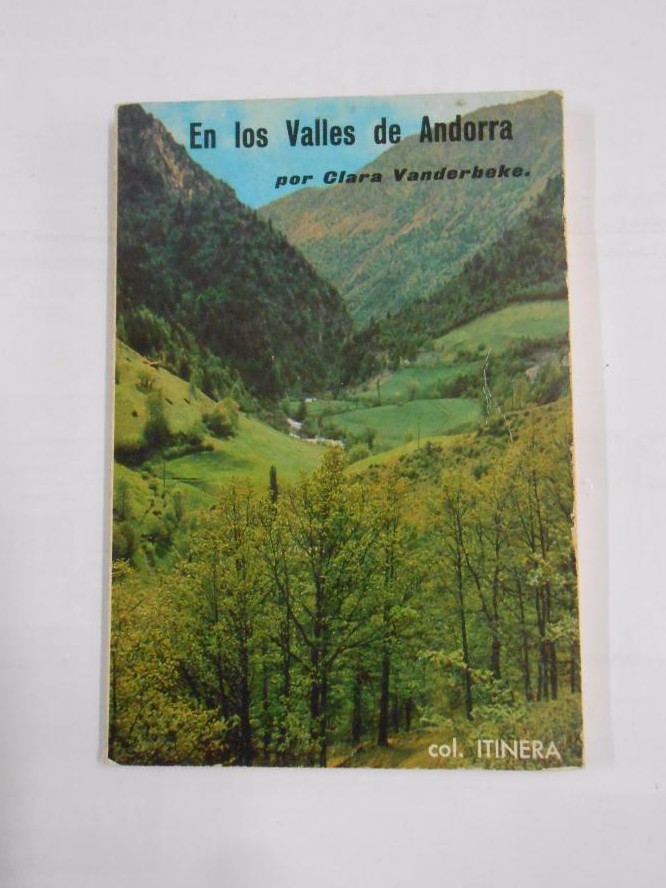 En los Valles de Andorra
por Clara Vanderbeke.
col. ITINERA